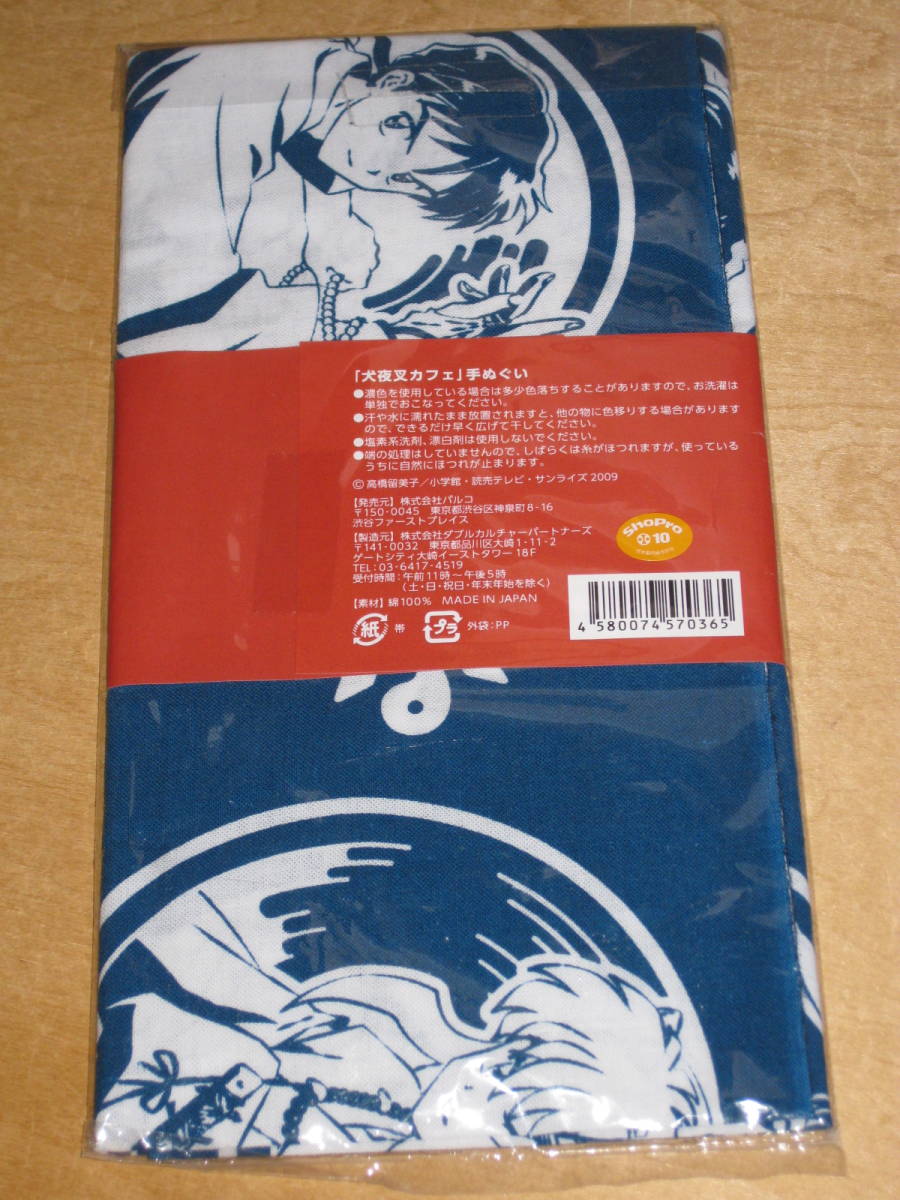 「犬夜叉カフェ」手ぬぐい
●濃色を使用している場合は多少色落ちすることがありますので、お洗濯は
単独でおこなってください。
●汗や水に濡れたまま放置されますと、他の物に色移りする場合があります
ので、できるだけ早く広げて干してください。
●塩素系洗剤、漂白剤は使用しないでください。
●端の処理はしていませんので、しばらくは糸がほつれますが、使っている
うちに自然にほつれが止まります。
© 高橋留美子／小学館・読売テレビ・サンライズ 2009
【発売元】株式会社パルコ
〒150-0045 東京都渋谷区神泉町8-16
渋谷ファーストプレイス
【製造元】株式会社ダブルカルチャーパートナーズ
〒141-0032 東京都品川区大崎1-11-2
ゲートシティ大崎イーストタワー 18F
TEL：03-6417-4519
受付時間：午前11時〜午後5時
（土・日・祝日・年末年始を除く）
【素材】綿100% MADE IN JAPAN
紙 帯 プラ 外袋：PP
ShoPro
10
4 580074 570365